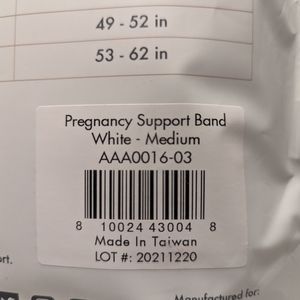 49 - 52 in
53 - 62 in
Pregnancy Support Band
White - Medium
AAA0016-03
8 10024 43004 8
Made In Taiwan
LOT #: 20211220
rt.
Manufactured for: